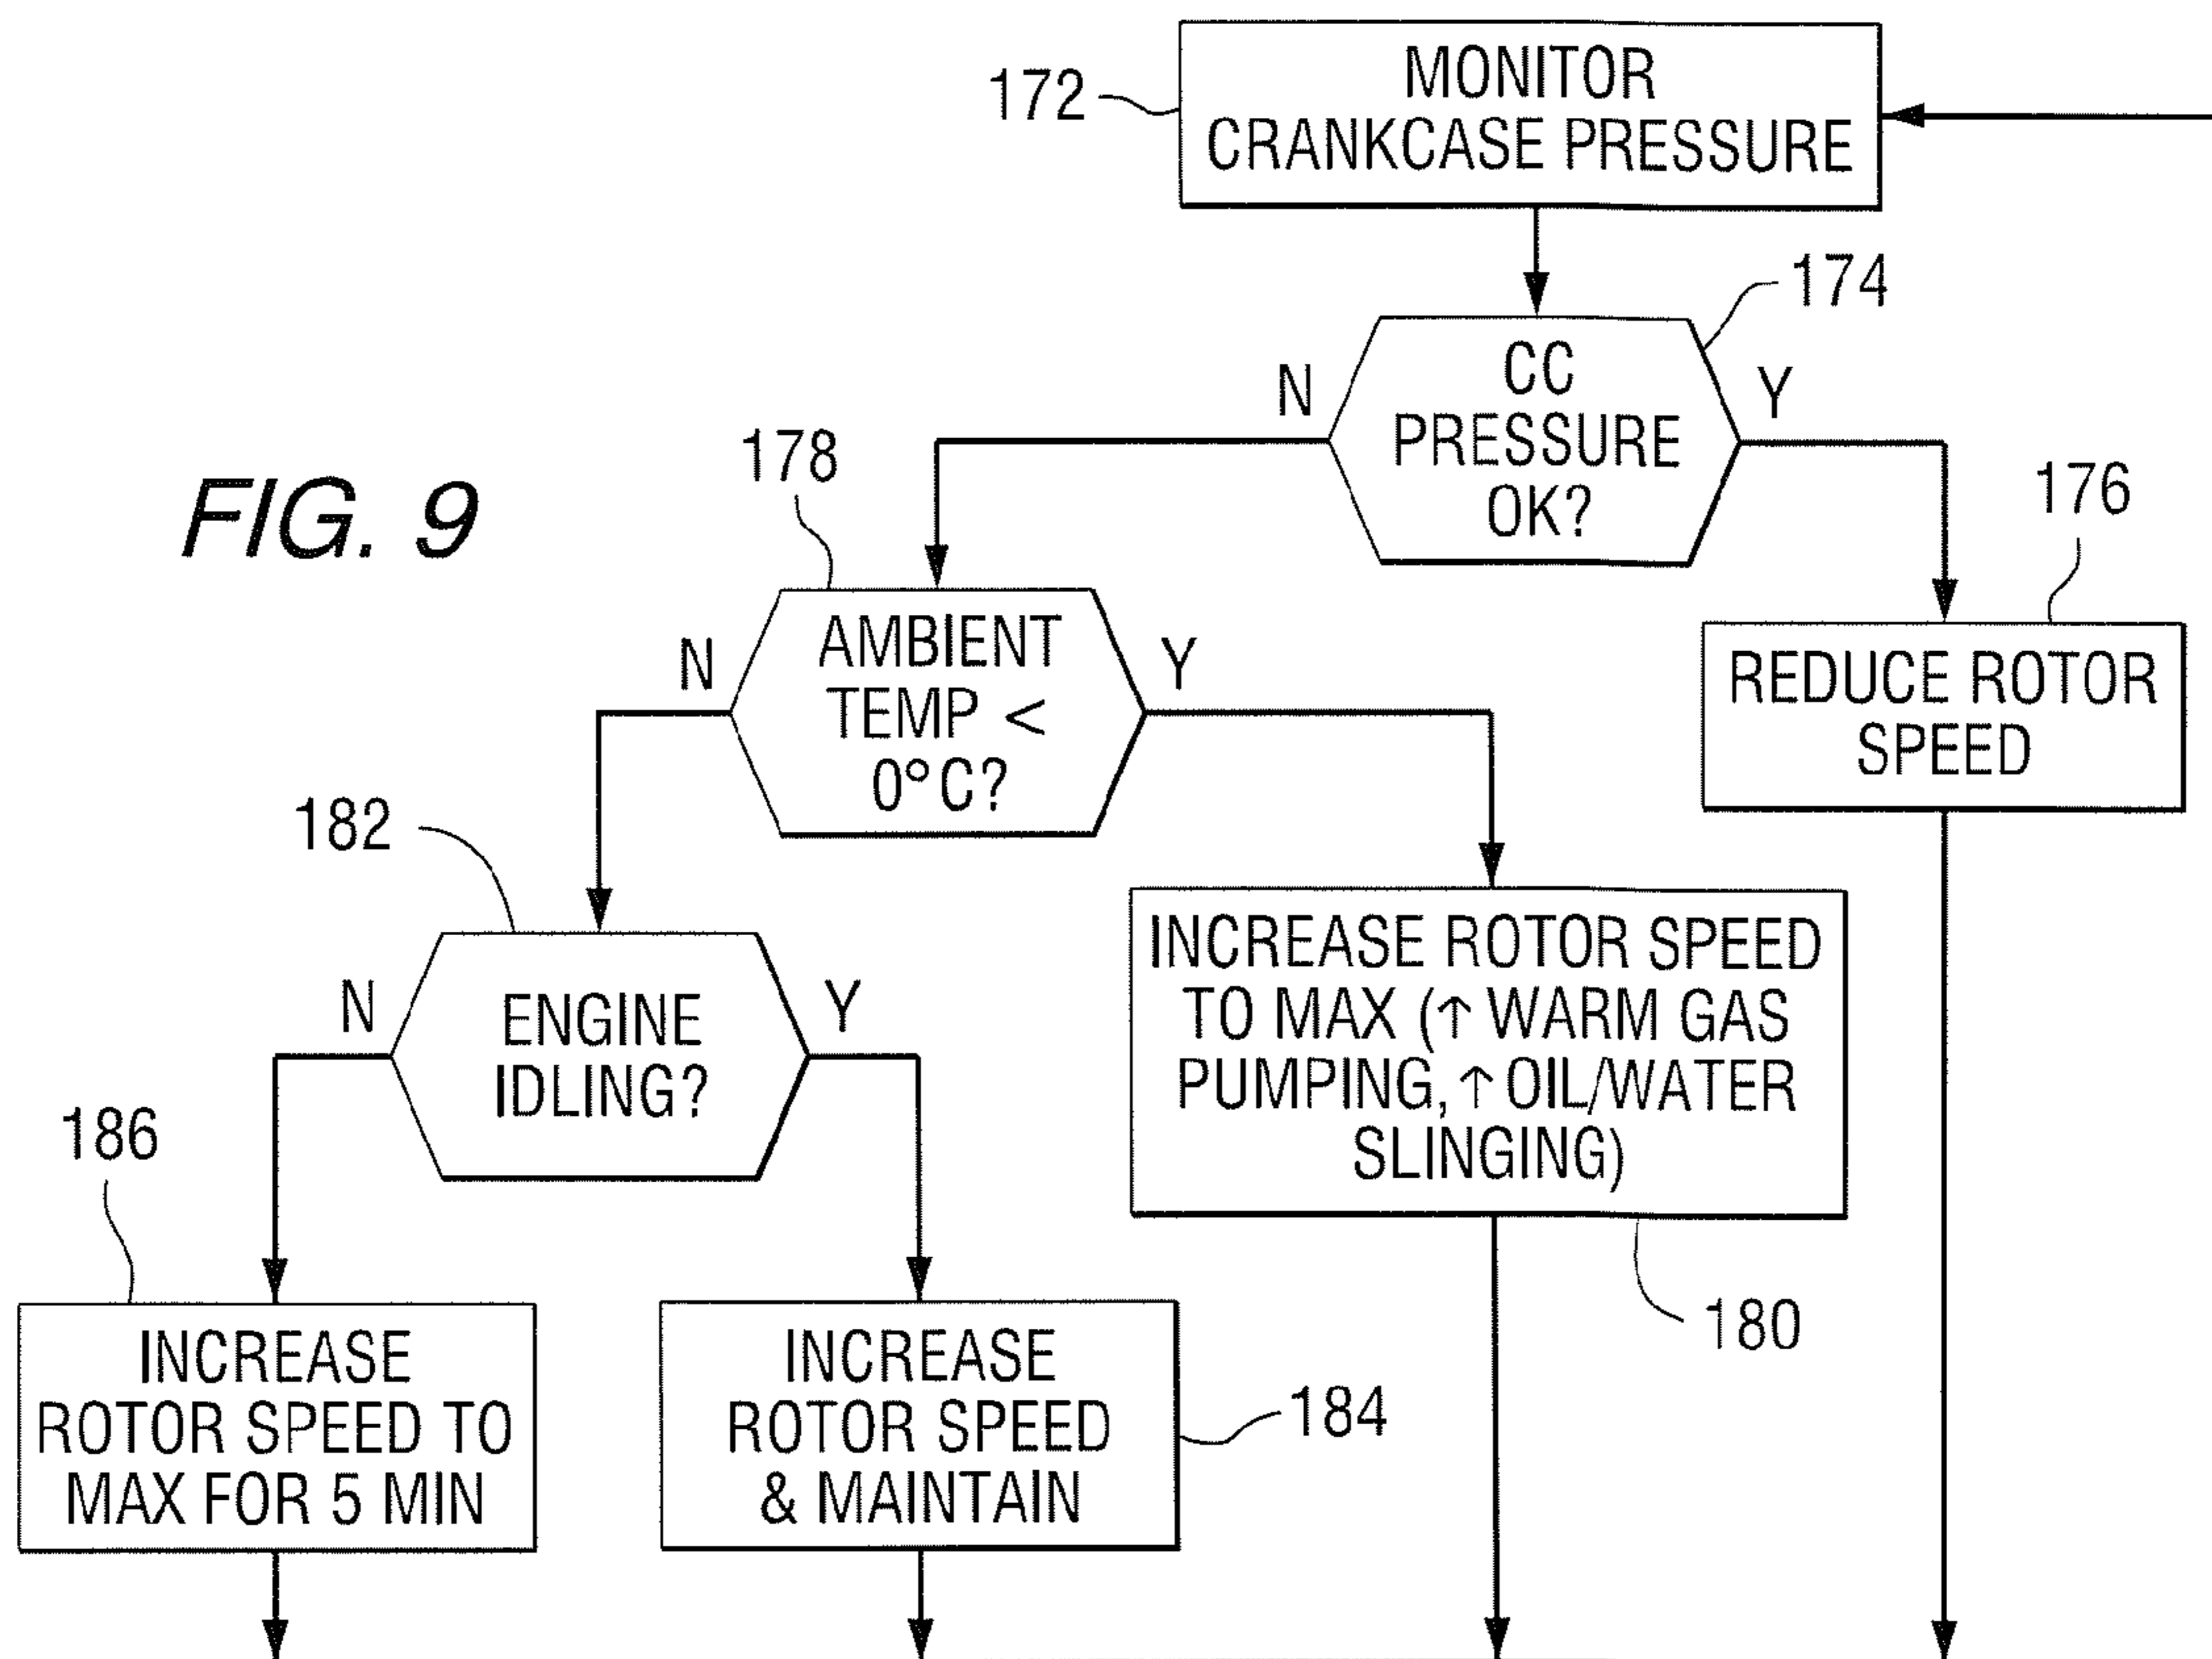 172
MONITOR
CRANKCASE PRESSURE
174
CC
PRESSURE
OK?
N
Y
FIG. 9
178
176
AMBIENT
TEMP <
0°C?
N
Y
REDUCE ROTOR
SPEED
182
ENGINE
IDLING?
N
Y
INCREASE ROTOR SPEED
TO MAX (↑ WARM GAS
PUMPING, ↑ OIL/WATER
SLINGING)
180
186
INCREASE
ROTOR SPEED TO
MAX FOR 5 MIN
INCREASE
ROTOR SPEED
& MAINTAIN
184